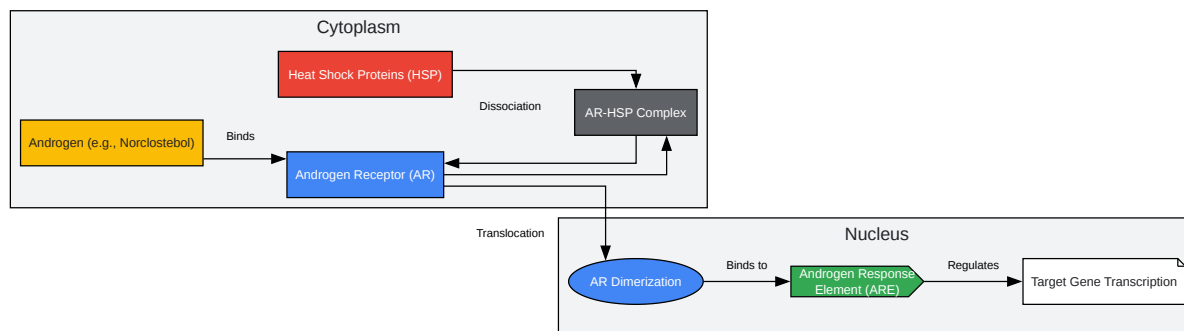 Cytoplasm
Heat Shock Proteins (HSP)
Dissociation
AR-HSP Complex
Androgen (e.g., Norclostebol)
Binds
Androgen Receptor (AR)
Translocation
Nucleus
AR Dimerization
Binds to
Androgen Response
Element (ARE)
Regulates
Target Gene Transcription